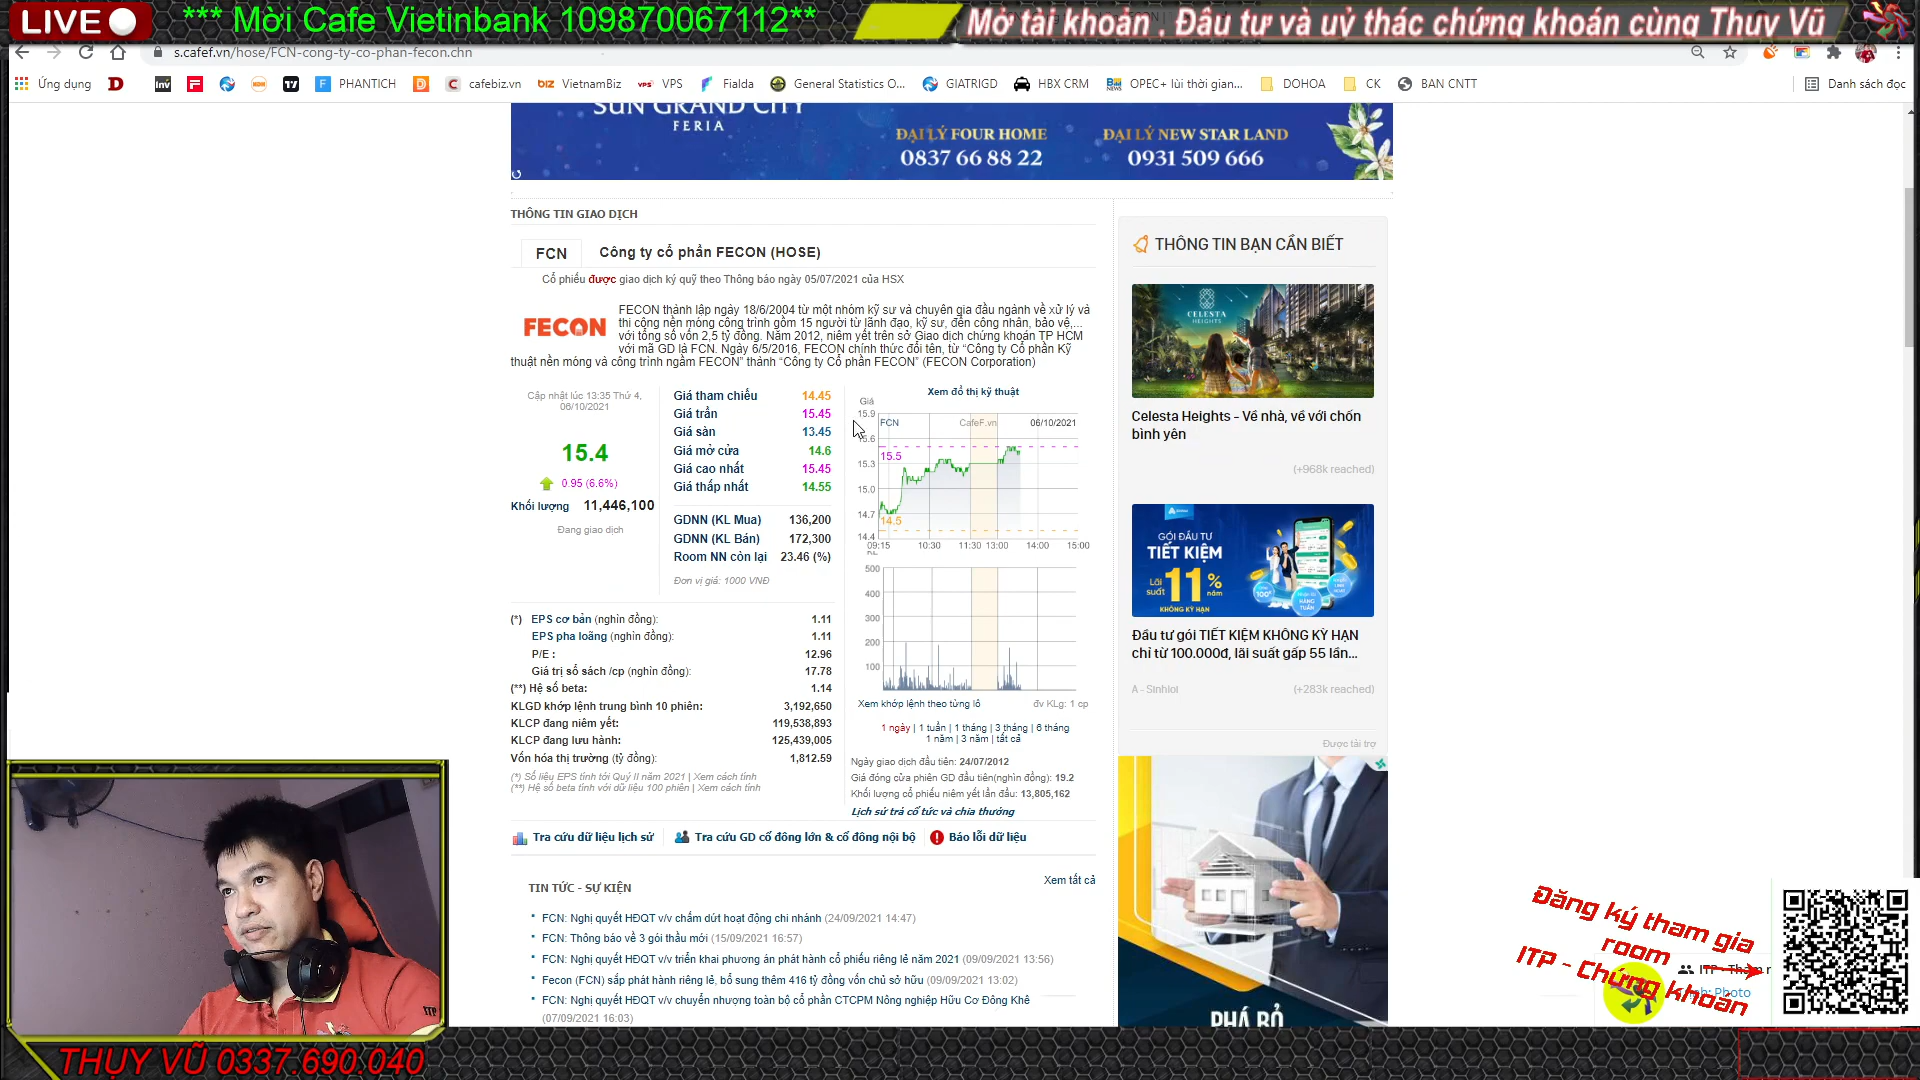 LIVE
*** Mời Cafe Vietinbank 109870067112**
Mở tài khoản . Đầu tư và uỷ thác chứng khoán cùng Thụy Vũ
s.cafef.vn/hose/FCN-cong-ty-co-phan-fecon.chn
Ứng dụng
PHANTICH
cafebiz.vn
VietnamBiz
VPS
Fialda
General Statistics O...
GIATRIGD
HBX CRM
OPEC+ lùi thời gian...
DOHOA
CK
BAN CNTT
Danh sách đọc
SUN GRAND CITY
FERIA
ĐẠI LÝ FOUR HOME
0837 66 88 22
ĐẠI LÝ NEW STAR LAND
0931 509 666
THÔNG TIN GIAO DỊCH
FCN
Công ty cổ phần FECON (HOSE)
Cổ phiếu được giao dịch ký quỹ theo Thông báo ngày 05/07/2021 của HSX
FECON
FECON thành lập ngày 18/6/2004 từ một nhóm kỹ sư và chuyên gia đầu ngành về xử lý và
thi công nền móng công trình gồm 15 người từ lãnh đạo, kỹ sư, đến công nhân, bảo vệ,...
với tổng số vốn 2,5 tỷ đồng. Năm 2012, niêm yết trên sở Giao dịch chứng khoán TP HCM
với mã GD là FCN. Ngày 6/5/2016, FECON chính thức đổi tên, từ “Công ty Cổ phần Kỹ
thuật nền móng và công trình ngầm FECON” thành “Công ty Cổ phần FECON” (FECON Corporation)
Cập nhật lúc 13:35 Thứ 4,
06/10/2021
15.4
0.95 (6.6%)
Khối lượng 11,446,100
Đang giao dịch
Giá tham chiếu 14.45
Giá trần 15.45
Giá sàn 13.45
Giá mở cửa 14.6
Giá cao nhất 15.45
Giá thấp nhất 14.55
GDNN (KL Mua) 136,200
GDNN (KL Bán) 172,300
Room NN còn lại 23.46 (%)
Đơn vị giá: 1000 VNĐ
(*) EPS cơ bản (nghìn đồng): 1.11
EPS pha loãng (nghìn đồng): 1.11
P/E : 12.96
Giá trị sổ sách /cp (nghìn đồng): 17.78
(**) Hệ số beta: 1.14
KLGD khớp lệnh trung bình 10 phiên: 3,192,650
KLCP đang niêm yết: 119,538,893
KLCP đang lưu hành: 125,439,005
Vốn hóa thị trường (tỷ đồng): 1,812.59
(*) Số liệu EPS tính tới Quý II năm 2021 | Xem cách tính
(**) Hệ số beta tính với dữ liệu 100 phiên | Xem cách tính
Xem đồ thị kỹ thuật
Giá
FCN
CafeF.vn
06/10/2021
15.9
15.6
15.3
15.0
14.7
14.4
15.5
14.5
09:15 10:30 11:30 13:00 14:00 15:00
KL
500
400
300
200
100
Xem khớp lệnh theo từng lô
đv KLg: 1 cp
1 ngày | 1 tuần | 1 tháng | 3 tháng | 6 tháng
1 năm | 3 năm | tất cả
Ngày giao dịch đầu tiên: 24/07/2012
Giá đóng cửa phiên GD đầu tiên(nghìn đồng): 19.2
Khối lượng cổ phiếu niêm yết lần đầu: 13,805,162
Lịch sử trả cổ tức và chia thưởng
Tra cứu dữ liệu lịch sử
Tra cứu GD cổ đông lớn & cổ đông nội bộ
Báo lỗi dữ liệu
TIN TỨC - SỰ KIỆN
Xem tất cả
FCN: Nghị quyết HĐQT v/v chấm dứt hoạt động chi nhánh (24/09/2021 14:47)
FCN: Thông báo về 3 gói thầu mới (15/09/2021 16:57)
FCN: Nghị quyết HĐQT v/v triển khai phương án phát hành cổ phiếu riêng lẻ năm 2021 (09/09/2021 13:56)
Fecon (FCN) sắp phát hành riêng lẻ, bổ sung thêm 416 tỷ đồng vốn chủ sở hữu (09/09/2021 13:02)
FCN: Nghị quyết HĐQT v/v chuyển nhượng toàn bộ cổ phần CTCPM Nông nghiệp Hữu Cơ Đông Khê
(07/09/2021 16:03)
THÔNG TIN BẠN CẦN BIẾT
CELESTA
HEIGHTS
Celesta Heights – Về nhà, về với chốn
bình yên
(+968k reached)
GÓI ĐẦU TƯ
TIẾT KIỆM
Lãi suất 11% năm
KHÔNG KỲ HẠN
Đầu tư gói TIẾT KIỆM KHÔNG KỲ HẠN
chỉ từ 100.000đ, lãi suất gấp 55 lần...
A - Sinhloi
(+283k reached)
Được tài trợ
PHÁ BỎ
Đăng ký tham gia
room
ITP - Chứng khoán
Photo
ITP
THỤY VŨ 0337.690.040